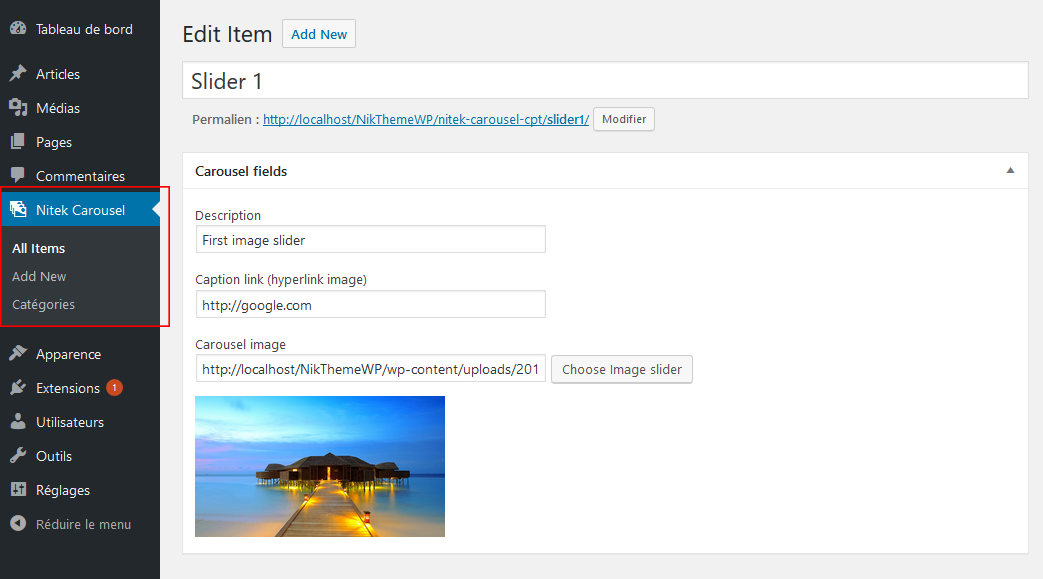 Tableau de bord
Articles
Médias
Pages
Commentaires
Nitek Carousel
All Items
Add New
Catégories
Apparence
Extensions 1
Utilisateurs
Outils
Réglages
Réduire le menu
Edit Item Add New
Slider 1
Permalien : http://localhost/NikThemeWP/nitek-carousel-cpt/slider1/ Modifier
Carousel fields
Description
First image slider
Caption link (hyperlink image)
http://google.com
Carousel image
http://localhost/NikThemeWP/wp-content/uploads/201 Choose Image slider